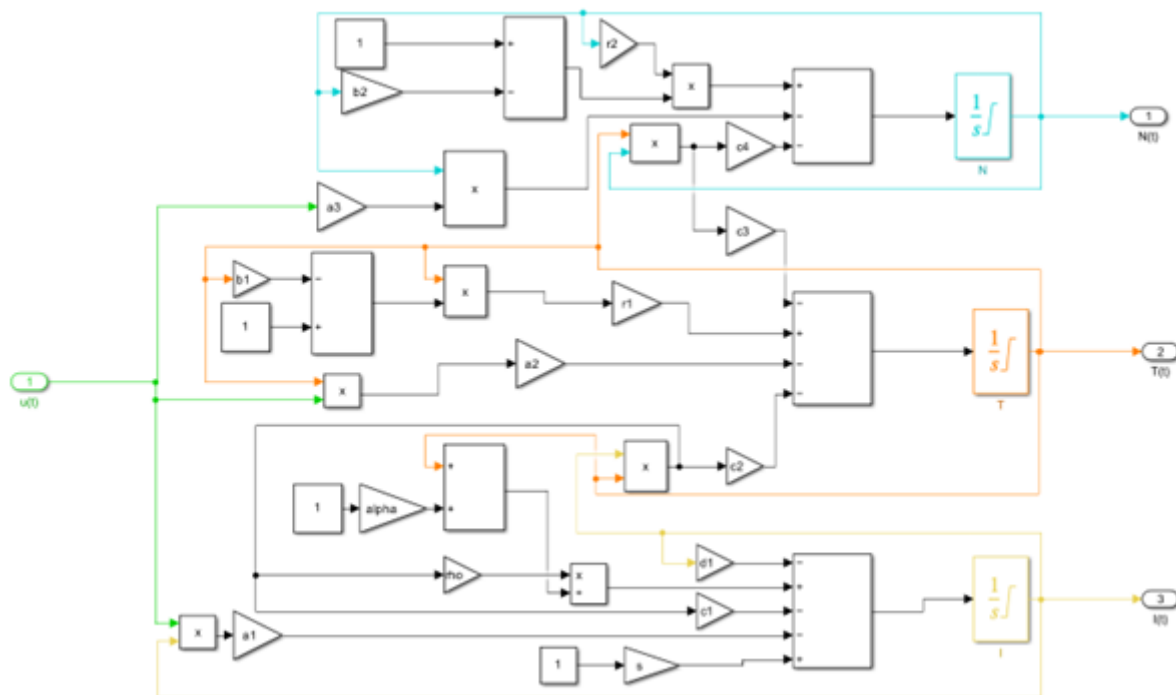 1
b2
+
−
r2
x
+
−
−
1
s
N
1
N(t)
x
c4
x
a3
c3
b1
−
+
1
x
r1
a2
−
+
−
−
1
s
T
2
T(t)
1
u(t)
x
x
c2
+
+
1
alpha
rho
x
÷
d1
c1
−
+
−
−
+
1
s
I
3
I(t)
x
a1
1
s